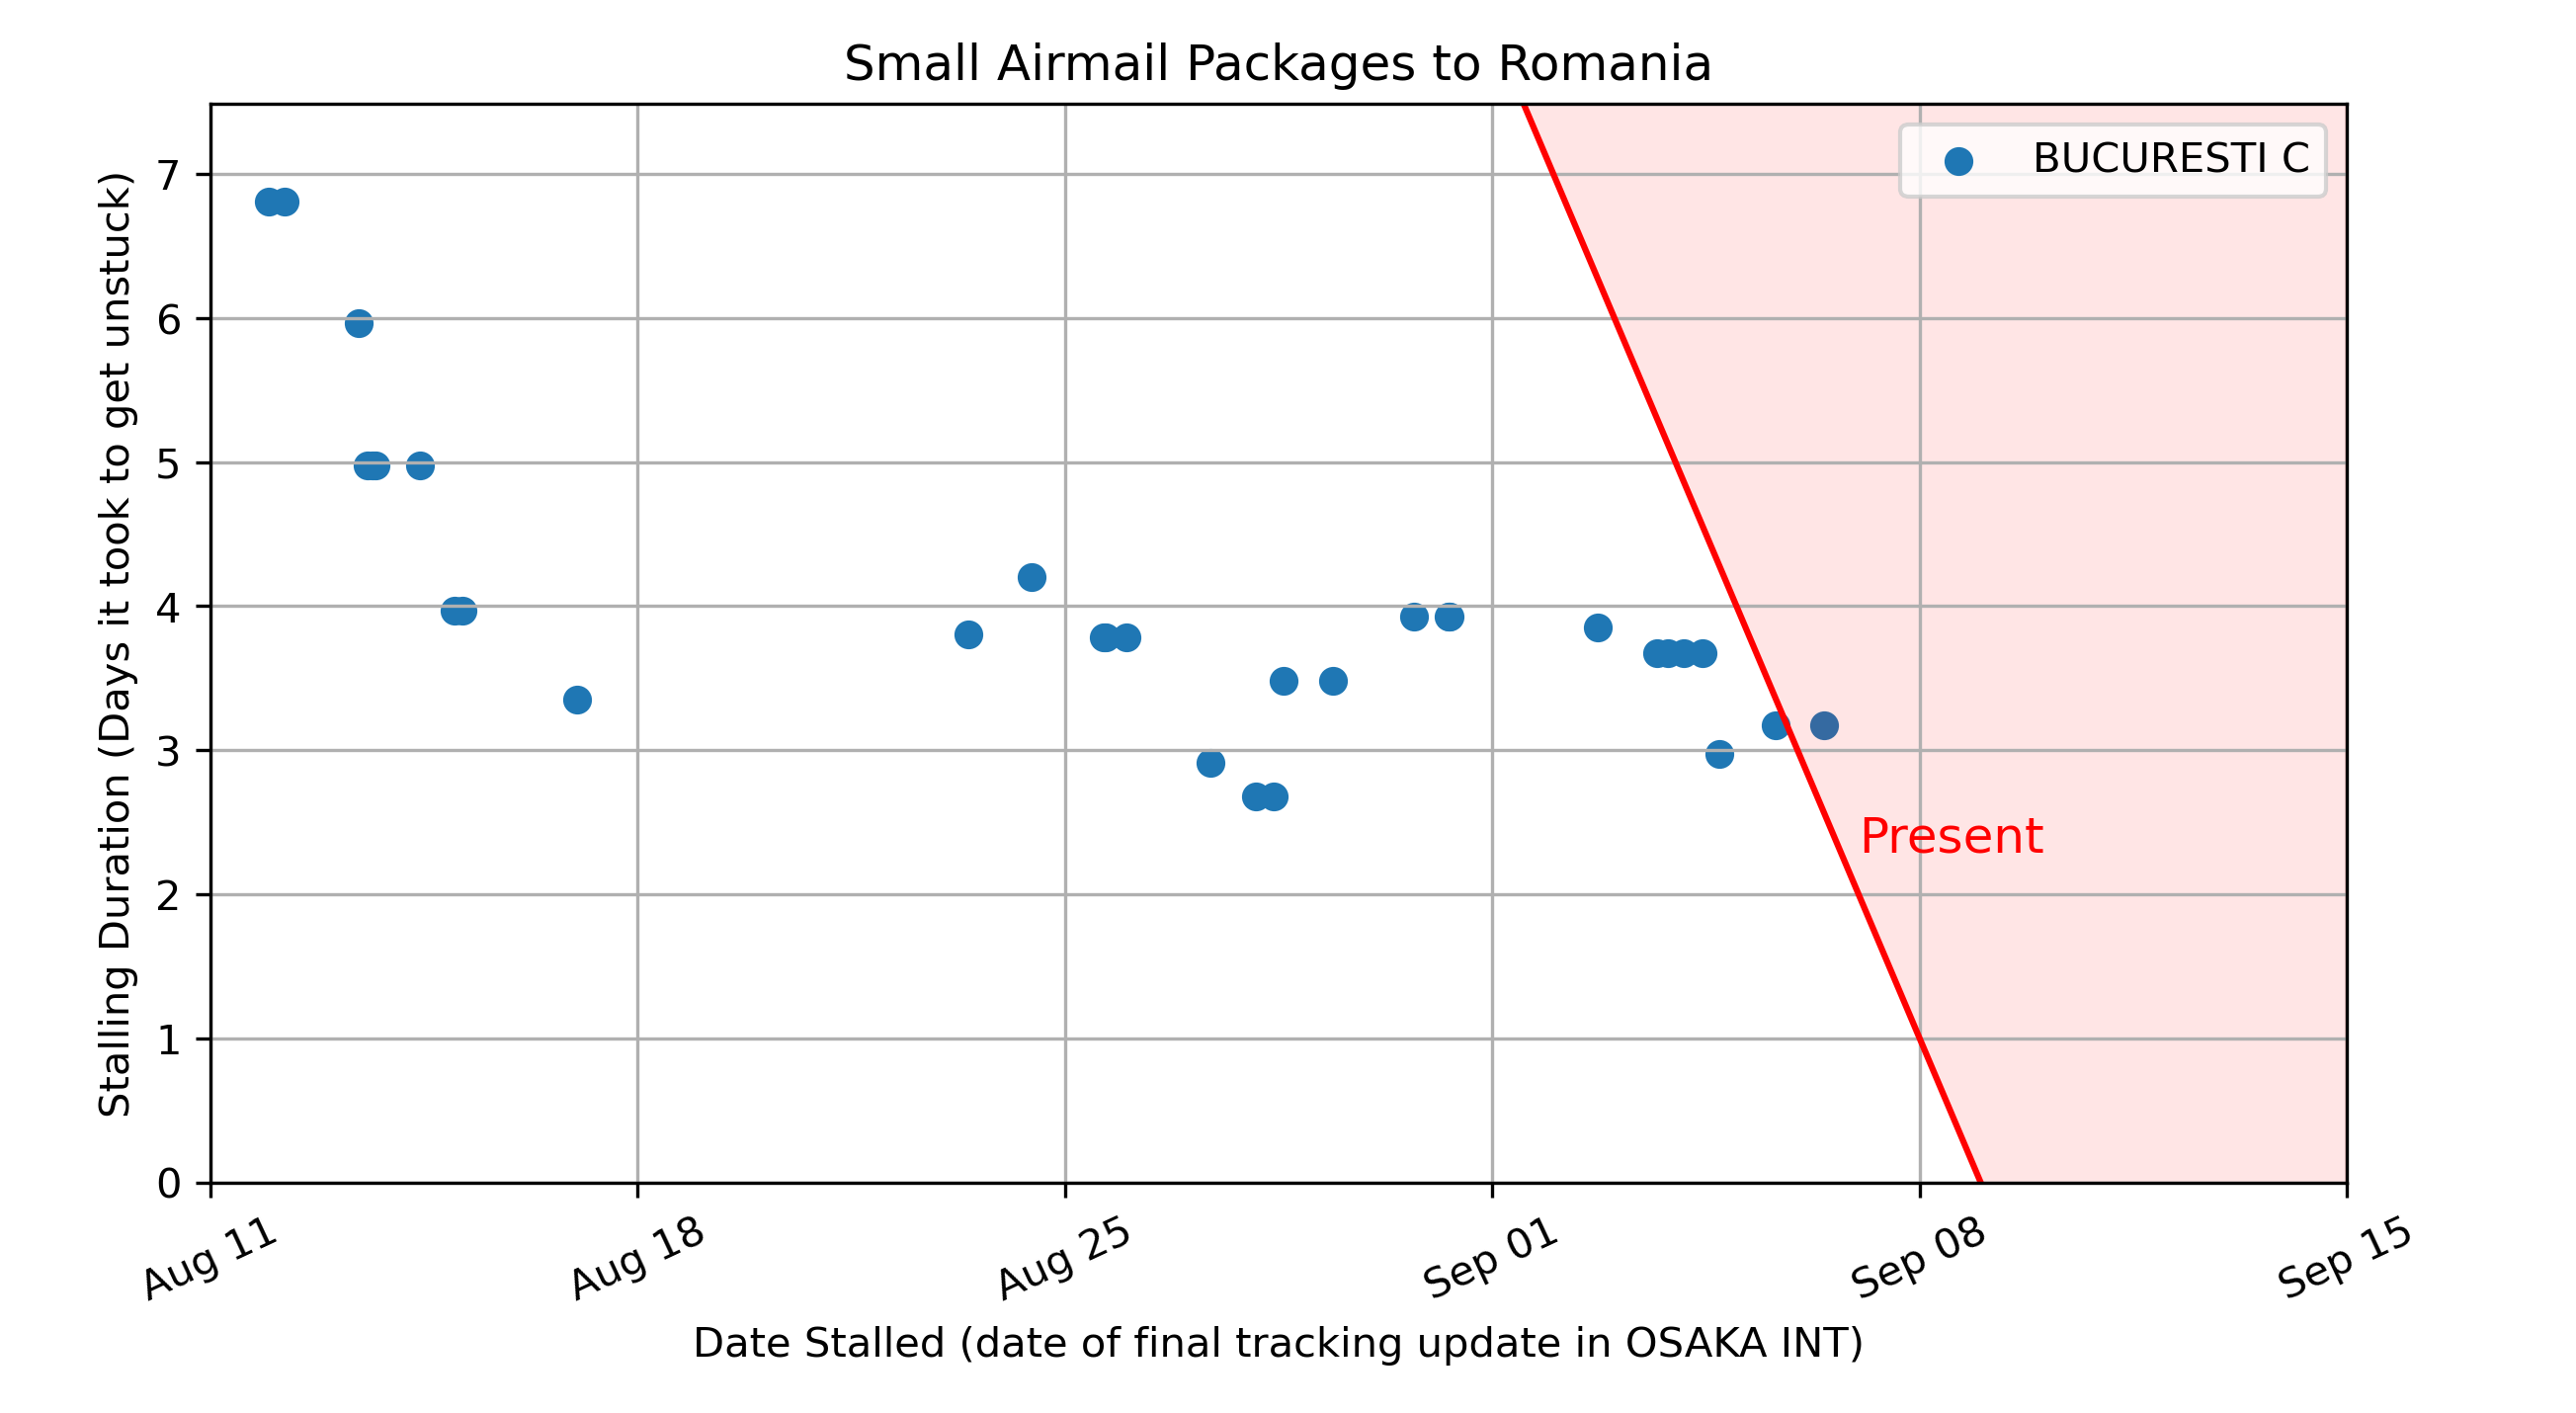 Small Airmail Packages to Romania
BUCURESTI C
Stalling Duration (Days it took to get unstuck)
7
6
5
4
3
2
1
0
Present
Aug 11
Aug 18
Aug 25
Sep 01
Sep 08
Sep 15
Date Stalled (date of final tracking update in OSAKA INT)